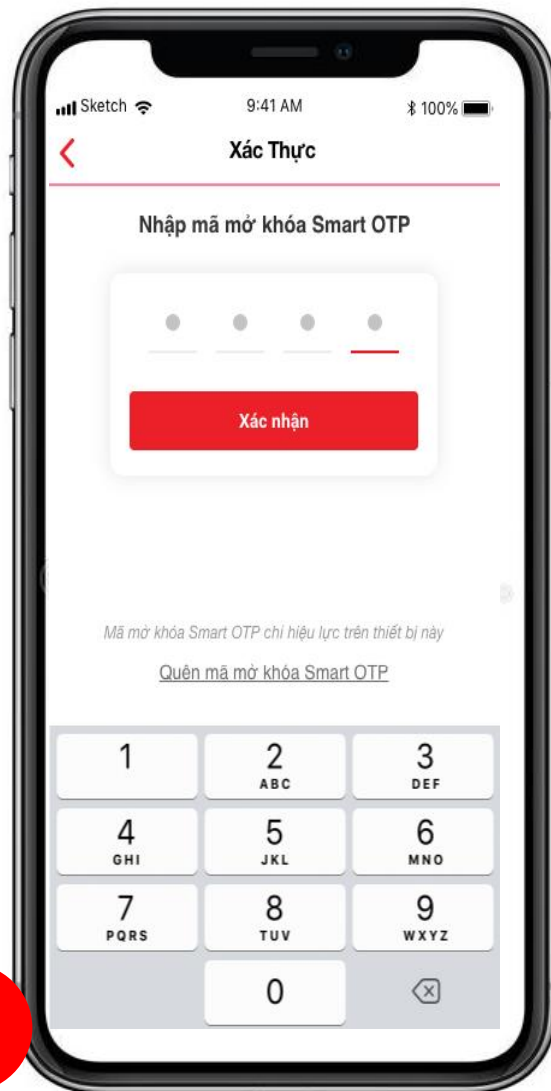 Sketch 9:41 AM 100%
Xác Thực
Nhập mã mở khóa Smart OTP
Xác nhận
Mã mở khóa Smart OTP chỉ hiệu lực trên thiết bị này
Quên mã mở khóa Smart OTP
1 2 3
ABC DEF
4 5 6
GHI JKL MNO
7 8 9
PQRS TUV WXYZ
0